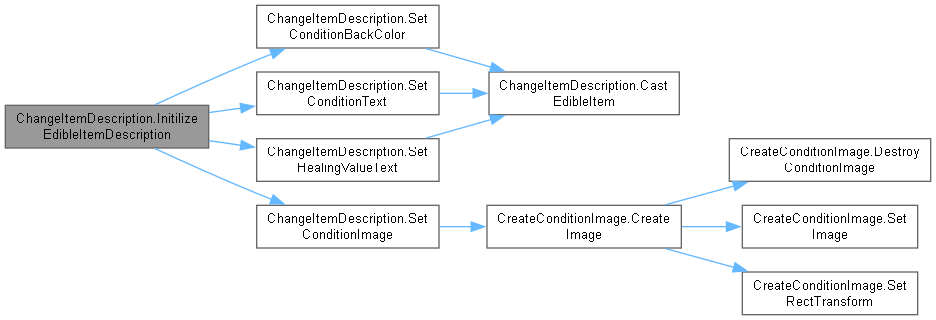 ChangeItemDescription.Initilize
EdibleItemDescription
ChangeItemDescription.Set
ConditionBackColor
ChangeItemDescription.Set
ConditionText
ChangeItemDescription.Set
HealingValueText
ChangeItemDescription.Set
ConditionImage
ChangeItemDescription.Cast
EdibleItem
CreateConditionImage.Create
Image
CreateConditionImage.Destroy
ConditionImage
CreateConditionImage.Set
Image
CreateConditionImage.Set
RectTransform